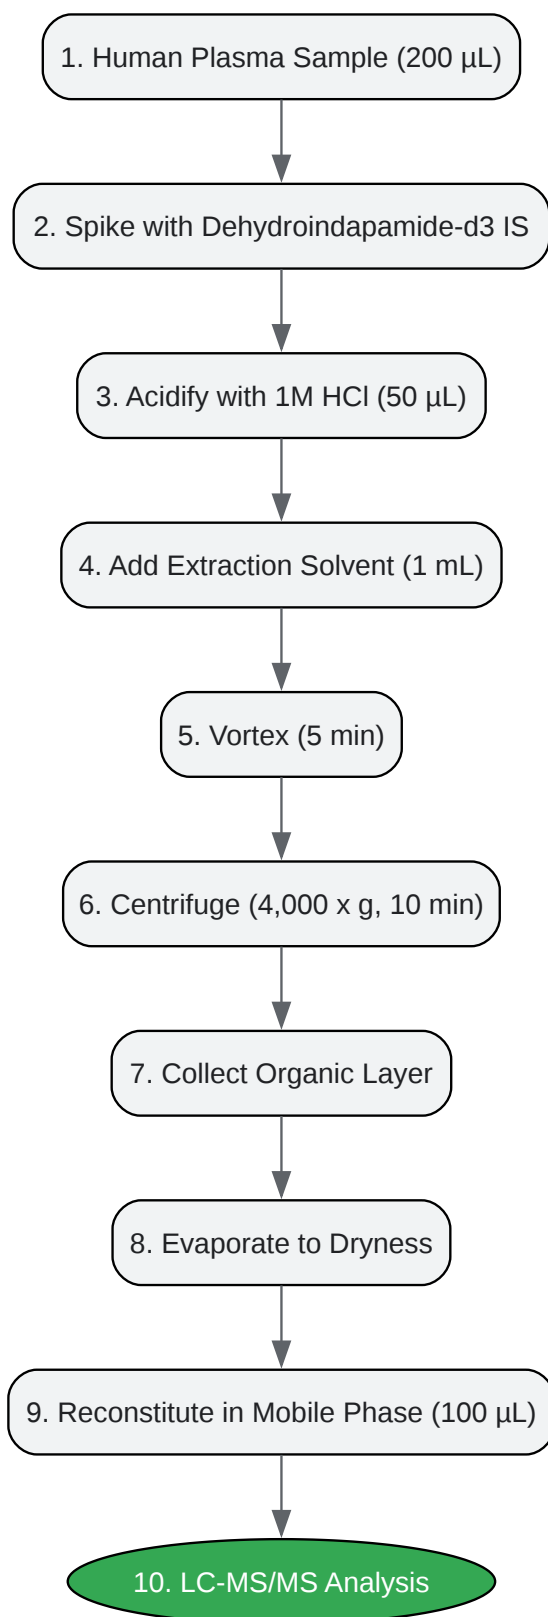 1. Human Plasma Sample (200 µL)
2. Spike with Dehydroindapamide-d3 IS
3. Acidify with 1M HCl (50 µL)
4. Add Extraction Solvent (1 mL)
5. Vortex (5 min)
6. Centrifuge (4,000 x g, 10 min)
7. Collect Organic Layer
8. Evaporate to Dryness
9. Reconstitute in Mobile Phase (100 µL)
10. LC-MS/MS Analysis